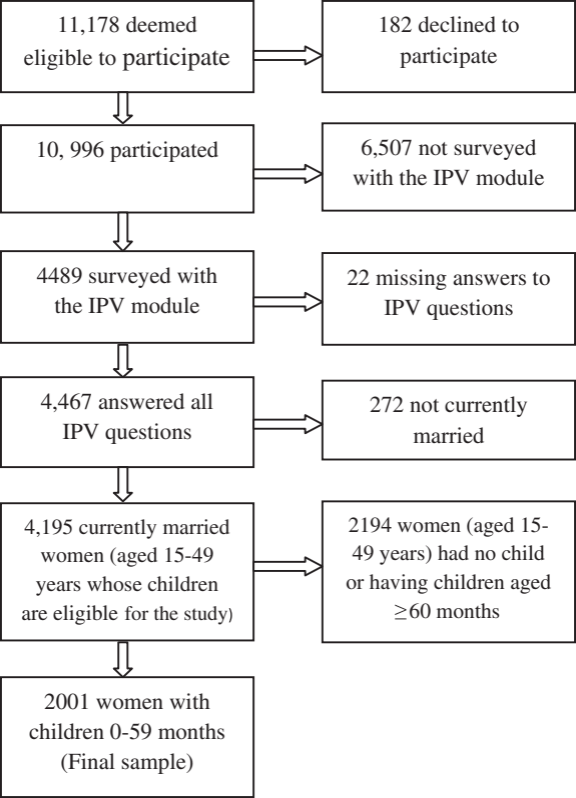 11,178 deemed
eligible to participate
182 declined to
participate
10, 996 participated
6,507 not surveyed
with the IPV module
4489 surveyed with
the IPV module
22 missing answers to
IPV questions
4,467 answered all
IPV questions
272 not currently
married
4,195 currently married
women (aged 15-49
years whose children
are eligible for the study)
2194 women (aged 15-
49 years) had no child
or having children aged
≥60 months
2001 women with
children 0-59 months
(Final sample)